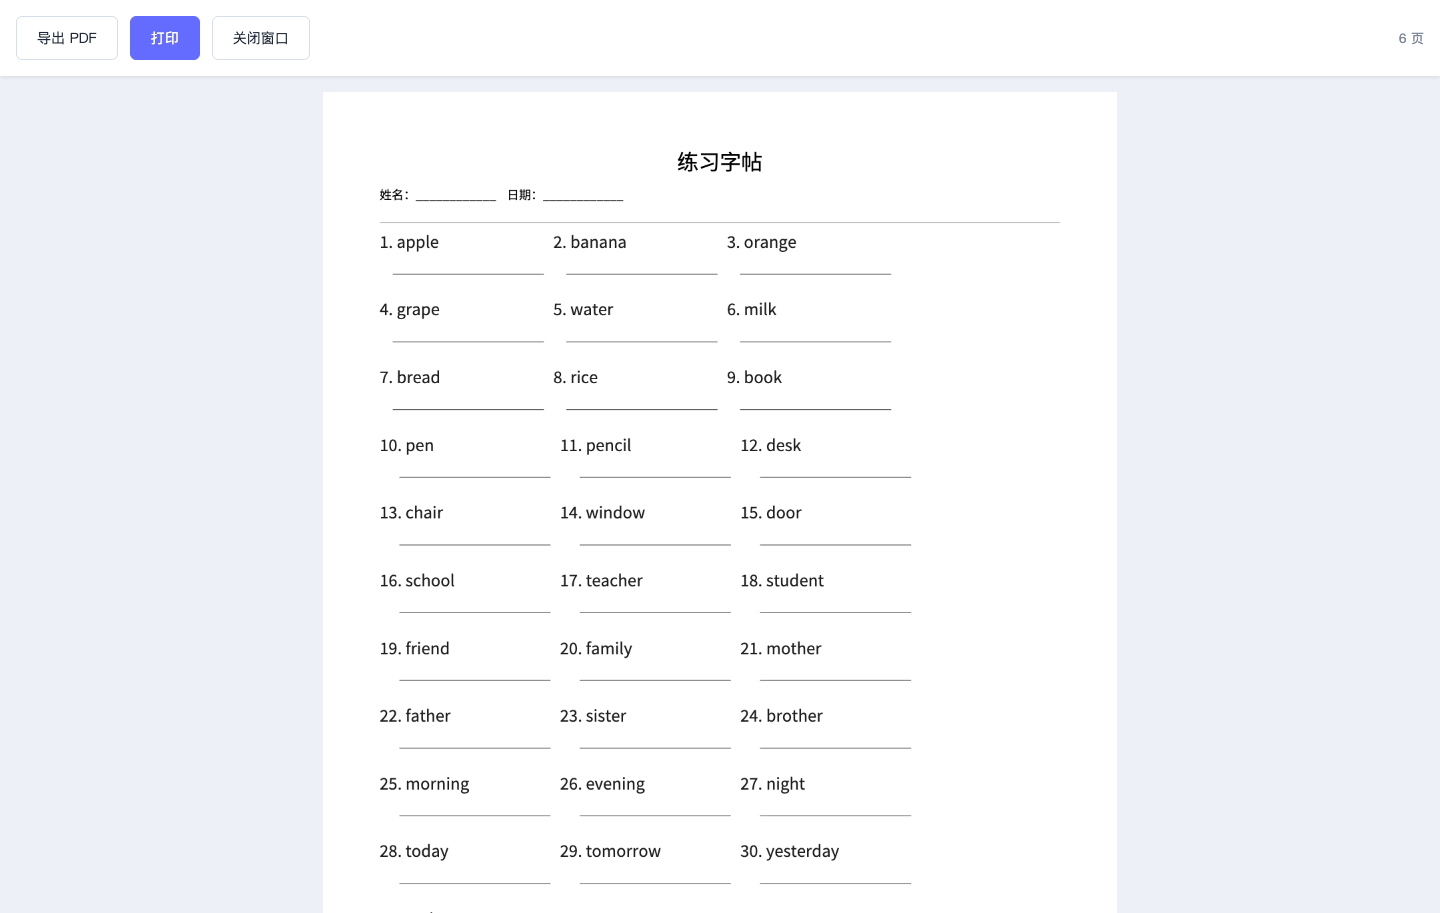 导出 PDF 打印 关闭窗口 6 页
练习字帖
姓名：____________ 日期：____________
1. apple 2. banana 3. orange
4. grape 5. water 6. milk
7. bread 8. rice 9. book
10. pen 11. pencil 12. desk
13. chair 14. window 15. door
16. school 17. teacher 18. student
19. friend 20. family 21. mother
22. father 23. sister 24. brother
25. morning 26. evening 27. night
28. today 29. tomorrow 30. yesterday